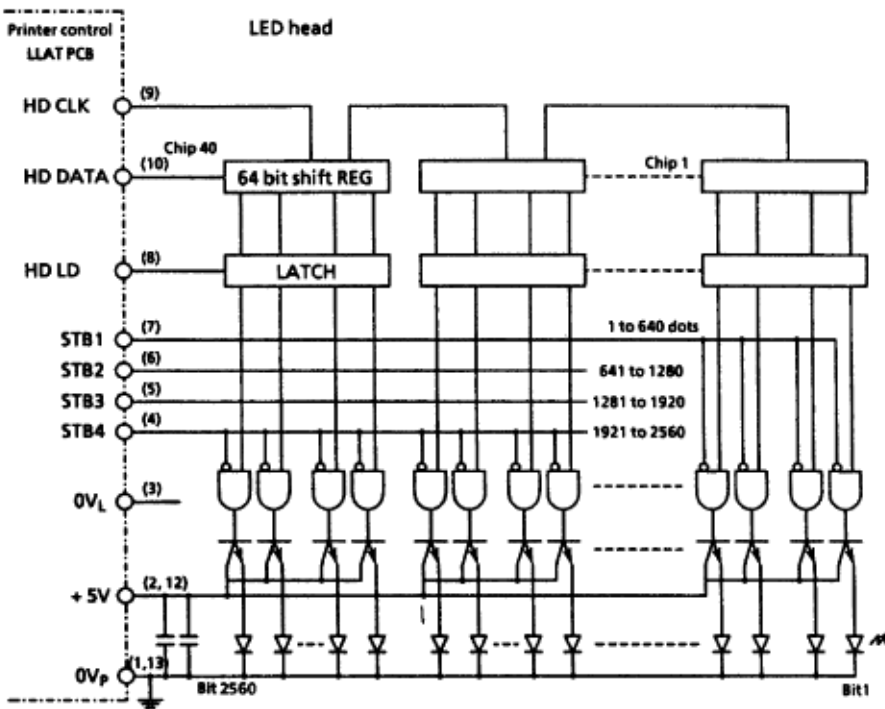 Printer control
LLAT PCB
LED head
HD CLK
(9)
Chip 40
Chip 1
HD DATA
(10)
64 bit shift REG
HD LD
(8)
LATCH
STB1
(7)
1 to 640 dots
STB2
(6)
641 to 1280
STB3
(5)
1281 to 1920
STB4
(4)
1921 to 2560
0VL
(3)
+ 5V
(2, 12)
0VP
(1,13)
Bit 2560
Bit1